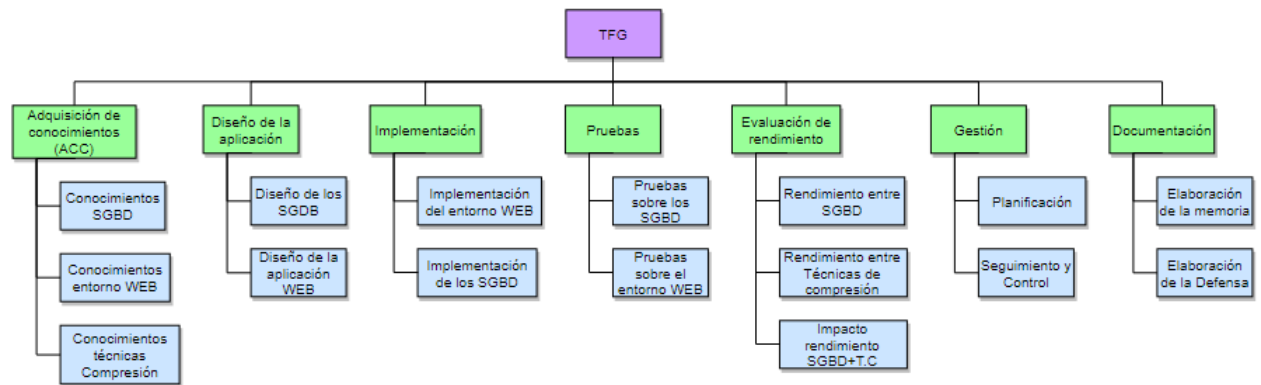 TFG
Adquisición de
conocimientos
(ACC)
Conocimientos
SGBD
Conocimientos
entorno WEB
Conocimientos
técnicas
Compresión
Diseño de la
aplicación
Diseño de los
SGDB
Diseño de la
aplicación
WEB
Implementación
Implementación
del entorno WEB
Implementación
de los SGBD
Pruebas
Pruebas
sobre los
SGBD
Pruebas
sobre el
entorno WEB
Evaluación de
rendimiento
Rendimiento entre
SGBD
Rendimiento entre
Técnicas de
compresión
Impacto
rendimiento
SGBD+T.C
Gestión
Planificación
Seguimiento y
Control
Documentación
Elaboración
de la memoria
Elaboración
de la Defensa